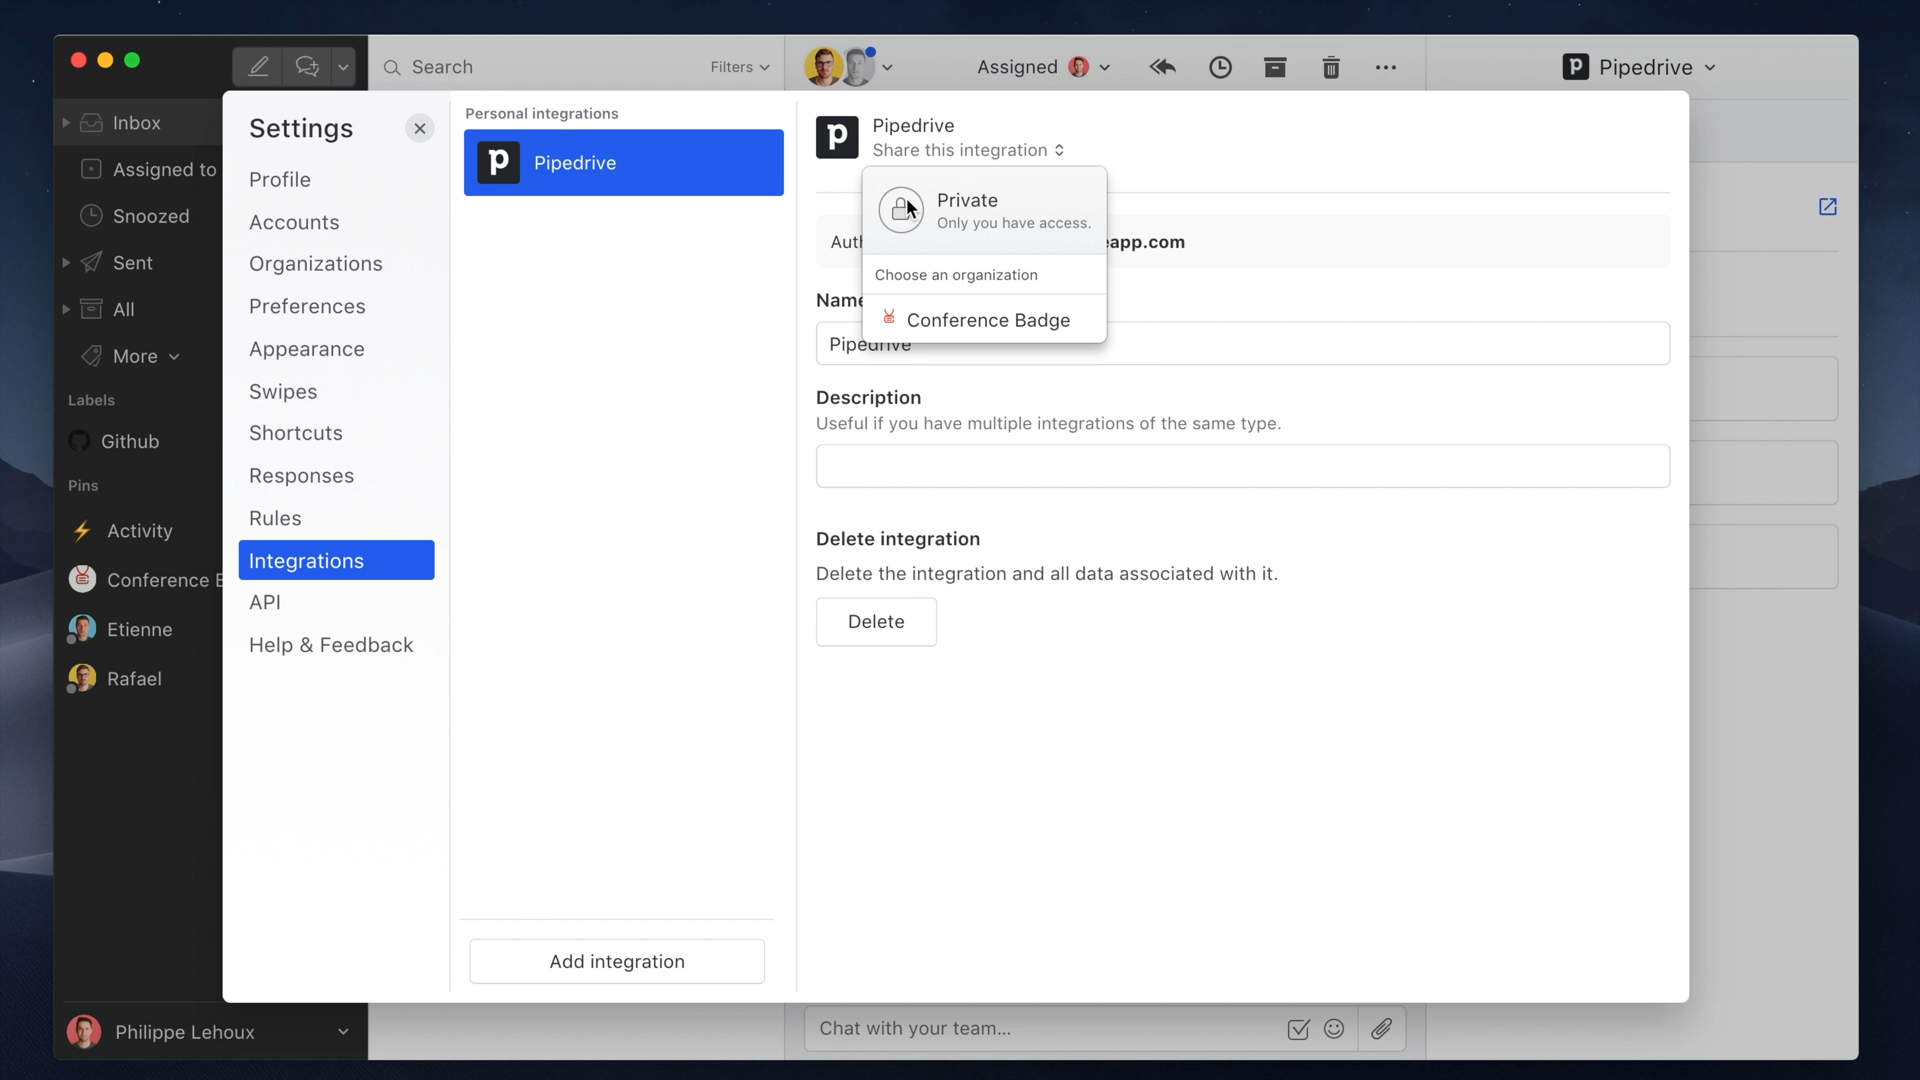 Search
Filters
Assigned
Pipedrive
Inbox
Assigned to
Snoozed
Sent
All
More
Labels
Github
Pins
Activity
Conference
Etienne
Rafael
Philippe Lehoux
Settings
Profile
Accounts
Organizations
Preferences
Appearance
Swipes
Shortcuts
Responses
Rules
Integrations
API
Help & Feedback
Personal integrations
Pipedrive
Add integration
Pipedrive
Share this integration
Private
Only you have access.
Choose an organization
Conference Badge
app.com
Name
Pipedrive
Description
Useful if you have multiple integrations of the same type.
Delete integration
Delete the integration and all data associated with it.
Delete
Chat with your team...